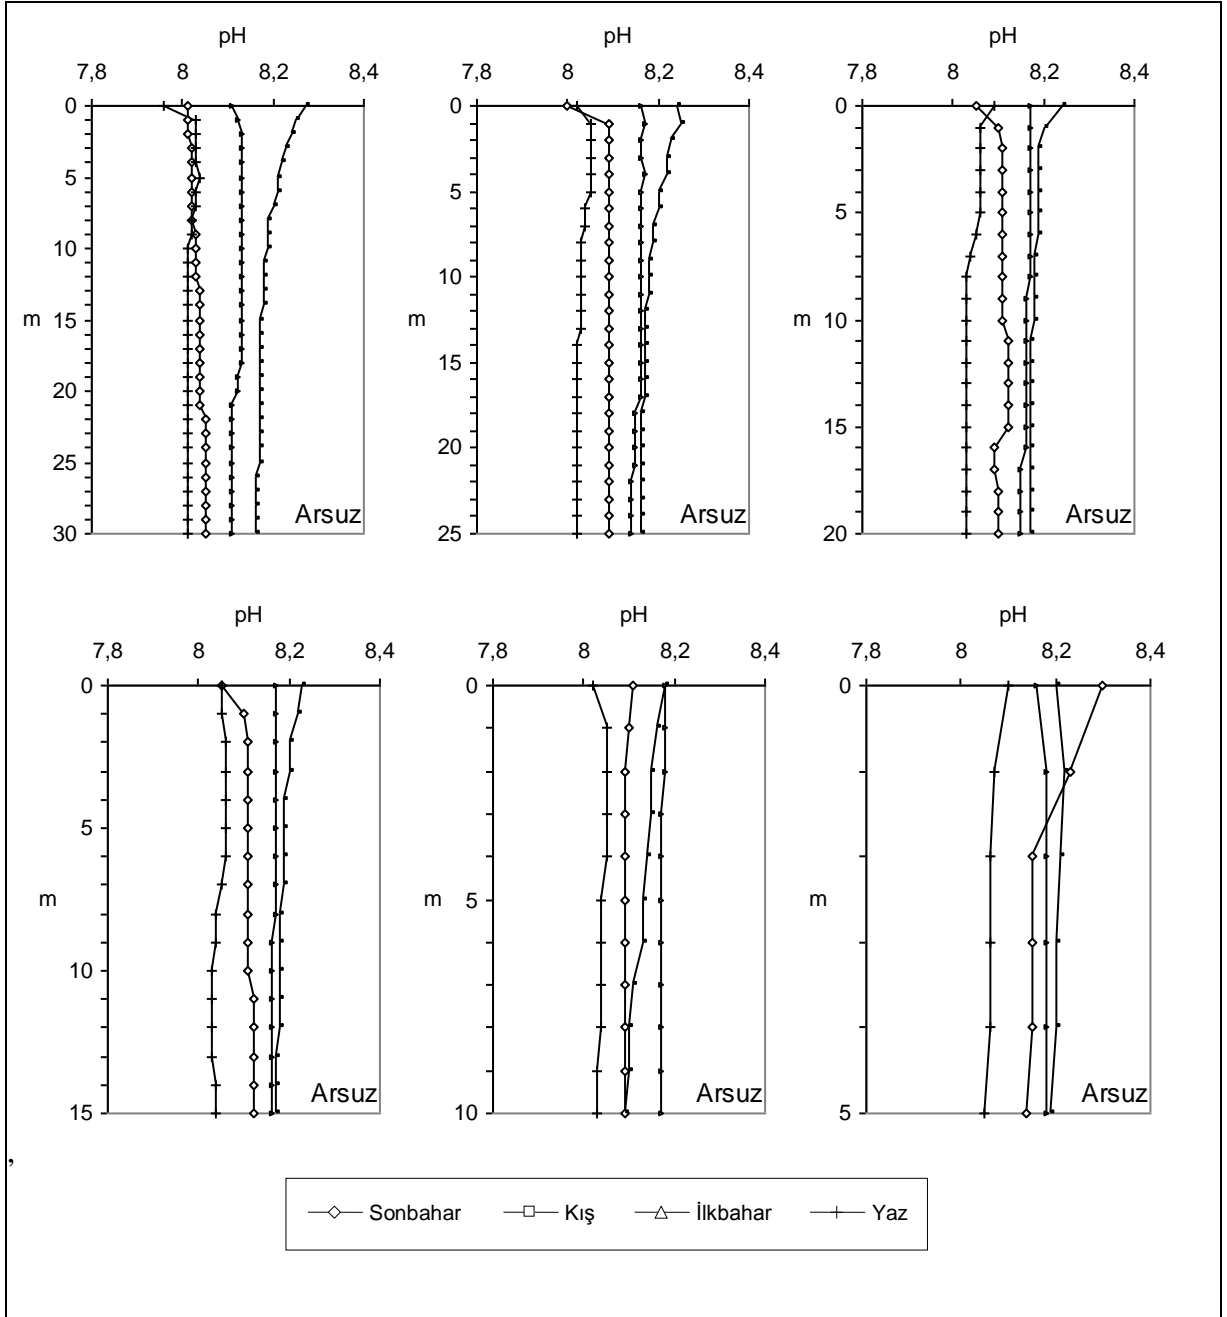 pH pH pH
7,8 8 8,2 8,4 7,8 8 8,2 8,4 7,8 8 8,2 8,4
0 0 0
5 5 5
10 10
m 15 m m 10
15
20 15
25 20
30 25 20
Arsuz Arsuz Arsuz
pH pH pH
7,8 8 8,2 8,4 7,8 8 8,2 8,4 7,8 8 8,2 8,4
0 0 0
5
m m 5 m
10
15 10 5
Arsuz Arsuz Arsuz
,
Sonbahar Kış İlkbahar Yaz